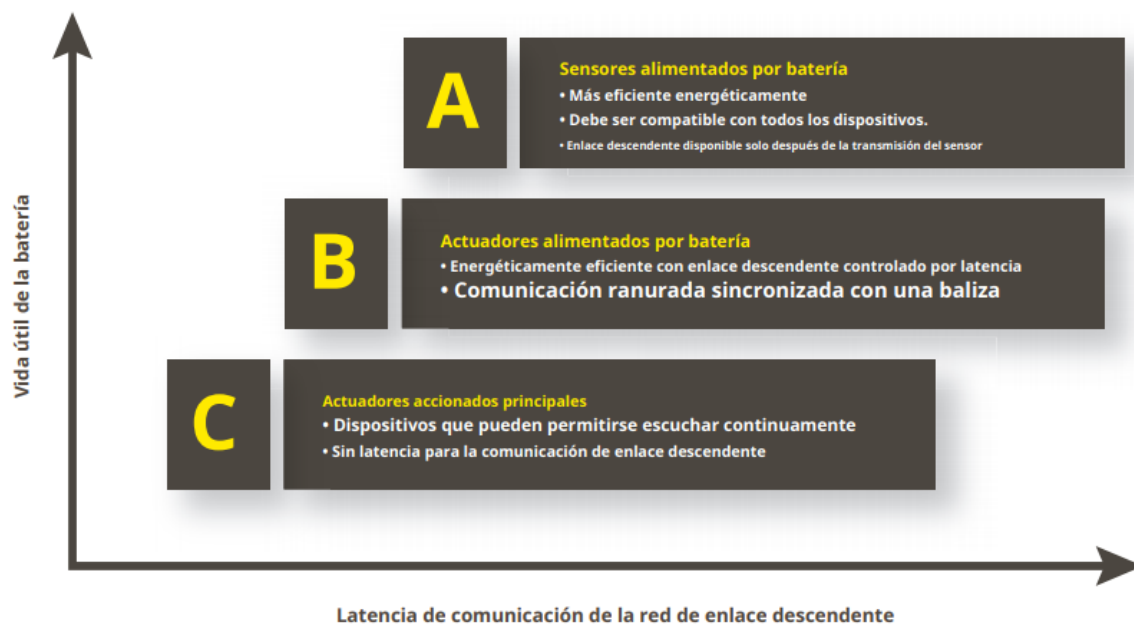 Vida útil de la batería
A
Sensores alimentados por batería
• Más eficiente energéticamente
• Debe ser compatible con todos los dispositivos.
• Enlace descendente disponible solo después de la transmisión del sensor
B
Actuadores alimentados por batería
• Energéticamente eficiente con enlace descendente controlado por latencia
• Comunicación ranurada sincronizada con una baliza
C
Actuadores accionados principales
• Dispositivos que pueden permitirse escuchar continuamente
• Sin latencia para la comunicación de enlace descendente
Latencia de comunicación de la red de enlace descendente